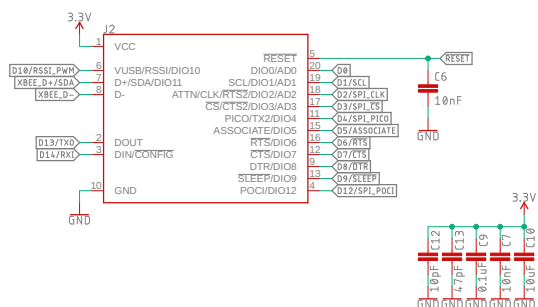 3.3V
J2
1 VCC
RESET 5 RESET
D10/RSSI_PWM 6 VUSB/RSSI/DIO10
DIO0/AD0 20 D0
XBEE_D+/SDA 7 D+/SDA/DIO11
SCL/DIO1/AD1 19 D1/SCL
XBEE_D- 8 D-
ATTN/CLK/RTS2/DIO2/AD2 18 D2/SPI_CLK
CS/CTS2/DIO3/AD3 17 D3/SPI_CS
PICO/TX2/DIO4 11 D4/SPI_PICO
ASSOCIATE/DIO5 15 D5/ASSOCIATE
D13/TXO 2 DOUT
RTS/DIO6 16 D6/RTS
D14/RXI 3 DIN/CONFIG
CTS/DIO7 12 D7/CTS
DTR/DIO8 9 D8/DTR
SLEEP/DIO9 13 D9/SLEEP
10 GND
POCI/DIO12 4 D12/SPI_POCI
GND
C6
10nF
GND
3.3V
C12 C13 C9 C7 C10
10pF 47pF 0.1uF 10nF 10uF
GND GND GND GND GND